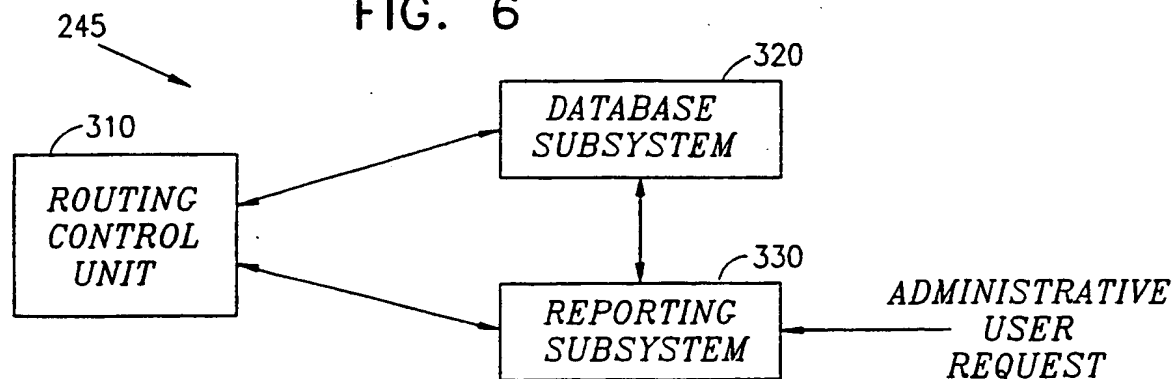 FIG. 6
245
320
DATABASE
SUBSYSTEM
310
ROUTING
CONTROL
UNIT
330
REPORTING
SUBSYSTEM
ADMINISTRATIVE
USER
REQUEST